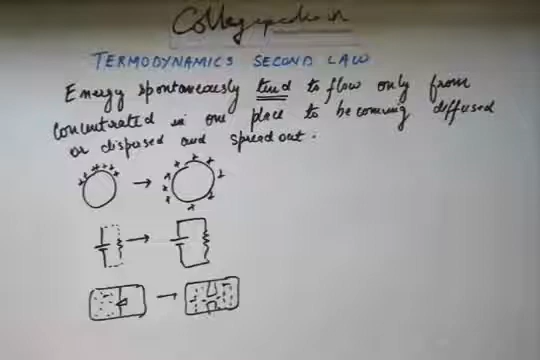 Collegepedia.in
TERMODYNAMICS SECOND LAW
Energy spontaneously tend to flow only from
concentrated in one place to becoming diffused
or dispersed and spread out.